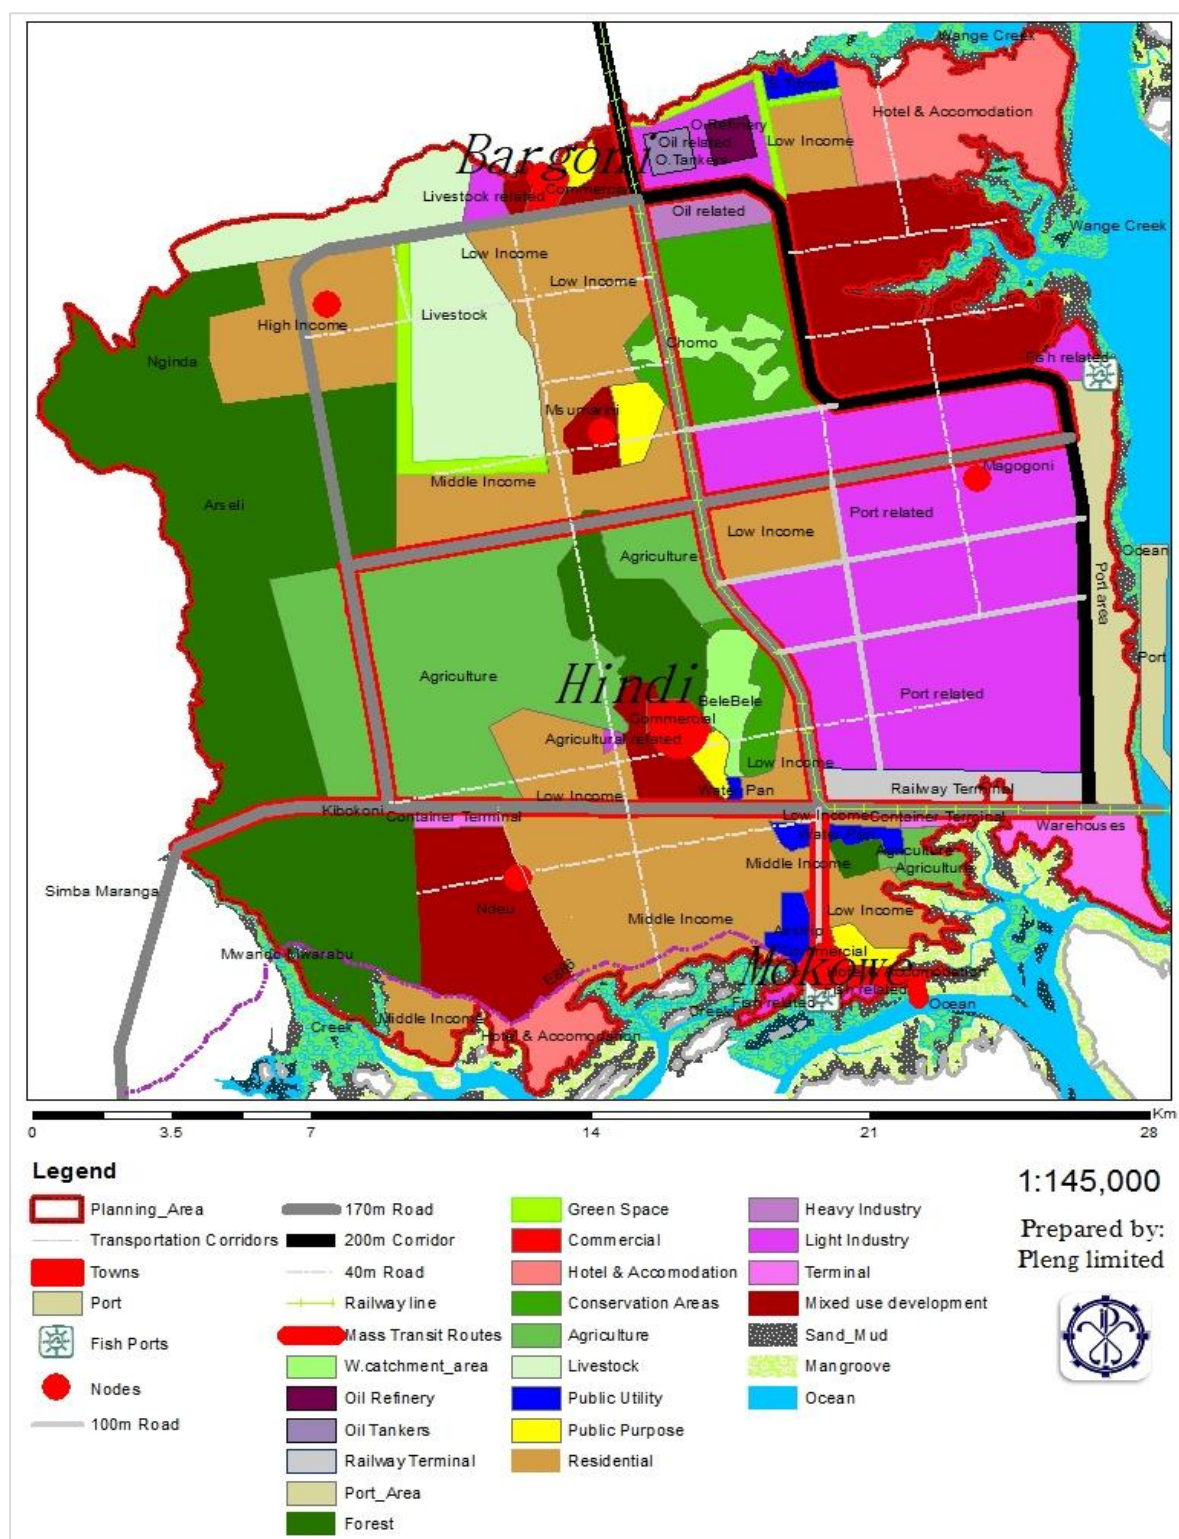 Wange Creek
Hotel & Accomodation
O.Refinery
Oil related
O.Tankers
Low Income
Bargoni
Livestock related
Commercial
Oil related
Wange Creek
Low Income
Low Income
High Income
Livestock
Chomo
Nginda
Fish related
Msumarini
Middle Income
Magogoni
Arseli
Port related
Low Income
Agriculture
Ocean
Port area
Agriculture
Hindi
Port
Port related
BeleBele
Commercial
Agricultural related
Low Income
Water Pan
Railway Terminal
Low Income
Kibokoni
Container Terminal
Low Income
Container Terminal
Warehouses
Water Pan
Agriculture
Middle Income
Agriculture
Simba Maranga
Ndeu
Middle Income
Low Income
Airstrip
Commercial
Mwando Mwarabu
Mokowe
Hotel & Accomodation
Fish related
Fish related
Ocean
Creek
Middle Income
Creek
Hotel & Accomodation
Km
0 3.5 7 14 21 28
Legend
Planning_Area
Transportation Corridors
Towns
Port
Fish Ports
Nodes
100m Road
170m Road
200m Corridor
40m Road
Railway line
Mass Transit Routes
W.catchment_area
Oil Refinery
Oil Tankers
Railway Terminal
Port_Area
Forest
Green Space
Commercial
Hotel & Accomodation
Conservation Areas
Agriculture
Livestock
Public Utility
Public Purpose
Residential
Heavy Industry
Light Industry
Terminal
Mixed use development
Sand_Mud
Mangroove
Ocean
1:145,000
Prepared by:
Pleng limited